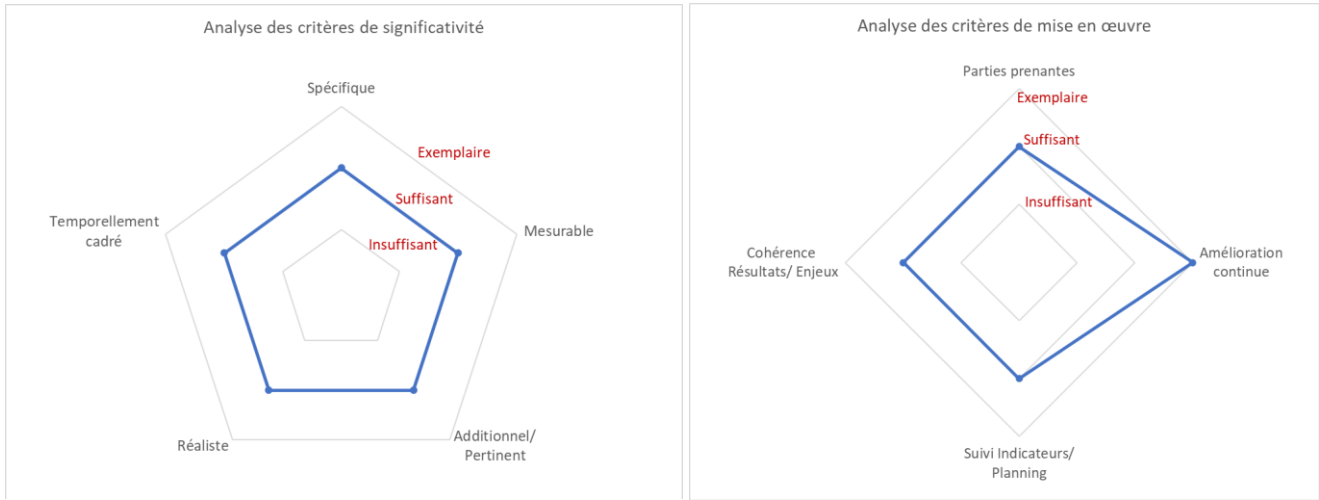 Analyse des critères de significativité
Spécifique
Exemplaire
Suffisant
Insuffisant
Mesurable
Temporellement
cadré
Réaliste
Additionnel/
Pertinent
Analyse des critères de mise en œuvre
Parties prenantes
Exemplaire
Suffisant
Insuffisant
Cohérence
Résultats/ Enjeux
Amélioration
continue
Suivi Indicateurs/
Planning